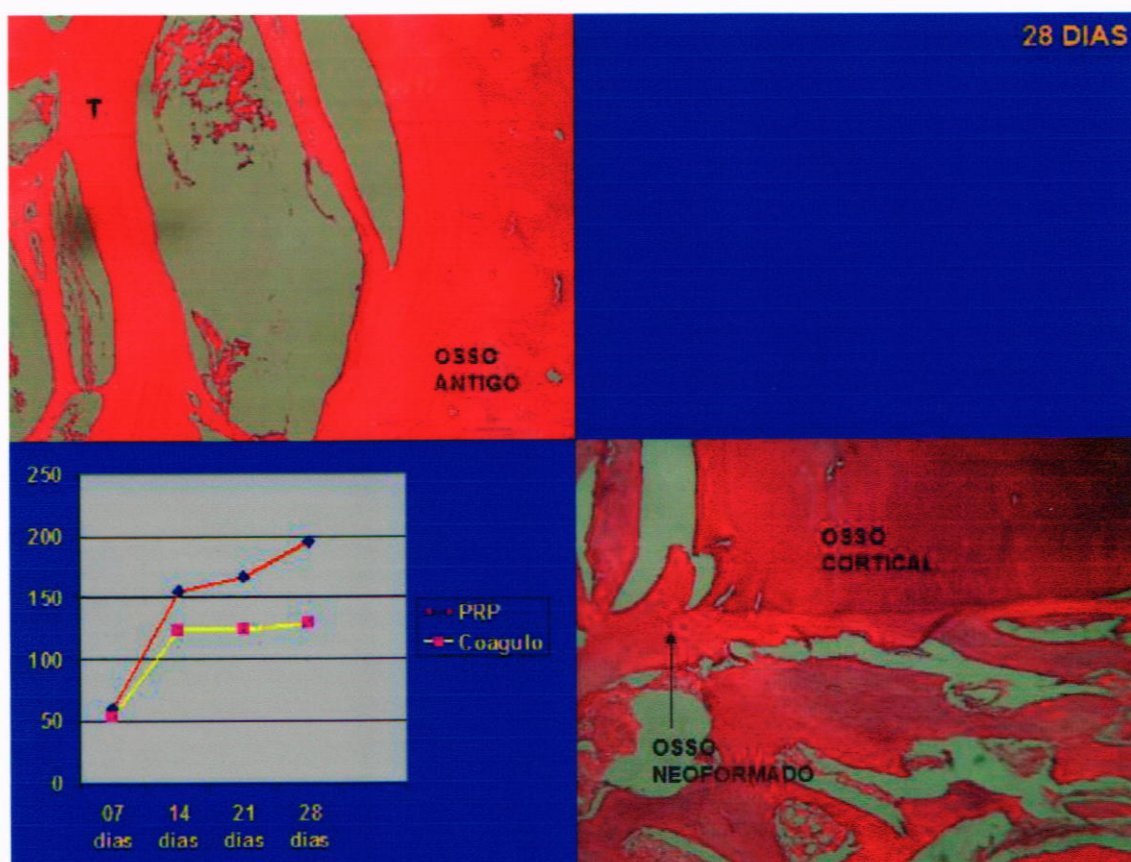 28 DIAS
T
OSSO
ANTIGO
250
200
150
100
50
0
07
dias
14
dias
21
dias
28
dias
PRP
Coagulo
OSSO
CORTICAL
OSSO
NEOFORMADO